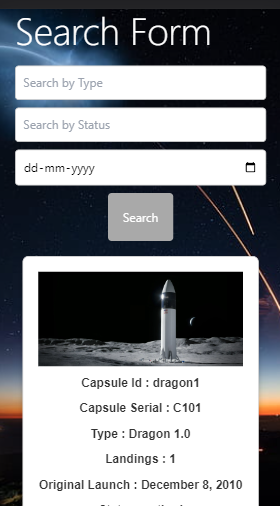 Search Form
Search by Type
Search by Status
dd-mm-yyyy
Search
Capsule Id : dragon1
Capsule Serial : C101
Type : Dragon 1.0
Landings : 1
Original Launch : December 8, 2010